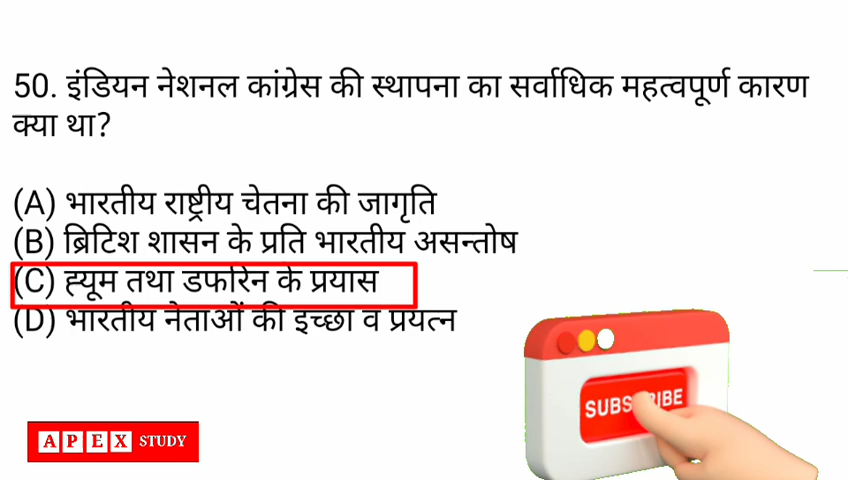 50. इंडियन नेशनल कांग्रेस की स्थापना का सर्वाधिक महत्वपूर्ण कारण
क्या था?
(A) भारतीय राष्ट्रीय चेतना की जागृति
(B) ब्रिटिश शासन के प्रति भारतीय असन्तोष
(C) ह्यूम तथा डफरिन के प्रयास
(D) भारतीय नेताओं की इच्छा व प्रयत्न
SUBSCRIBE
APEX STUDY